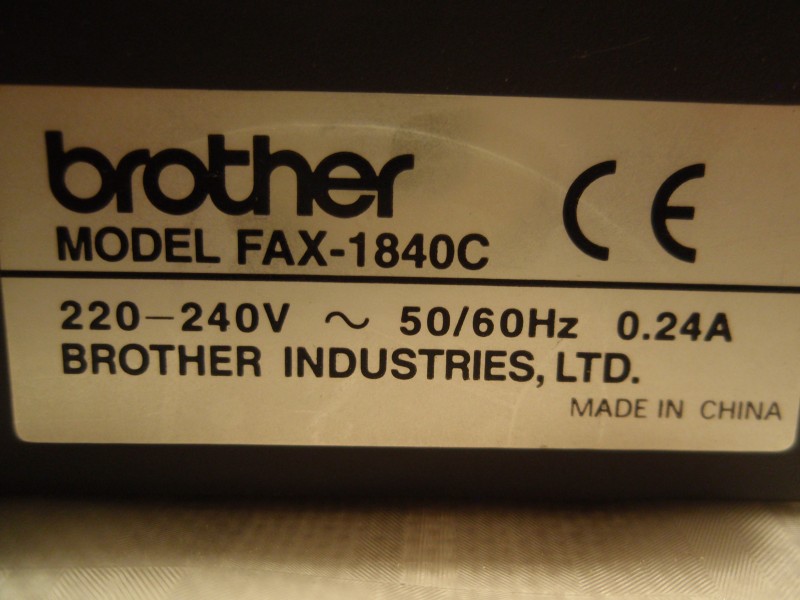 brother
MODEL FAX-1840C
CE
220-240V ~ 50/60Hz 0.24A
BROTHER INDUSTRIES, LTD.
MADE IN CHINA